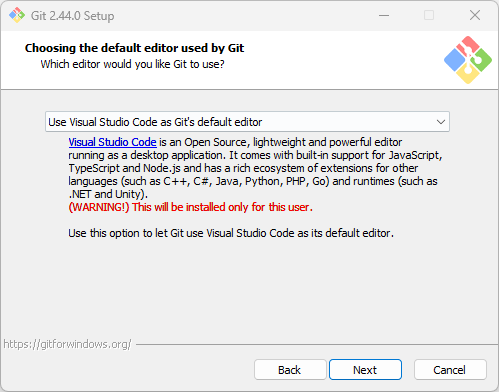 Git 2.44.0 Setup
Choosing the default editor used by Git
Which editor would you like Git to use?
Use Visual Studio Code as Git's default editor
Visual Studio Code is an Open Source, lightweight and powerful editor
running as a desktop application. It comes with built-in support for JavaScript,
TypeScript and Node.js and has a rich ecosystem of extensions for other
languages (such as C++, C#, Java, Python, PHP, Go) and runtimes (such as
.NET and Unity).
(WARNING!) This will be installed only for this user.
Use this option to let Git use Visual Studio Code as its default editor.
https://gitforwindows.org/
Back
Next
Cancel